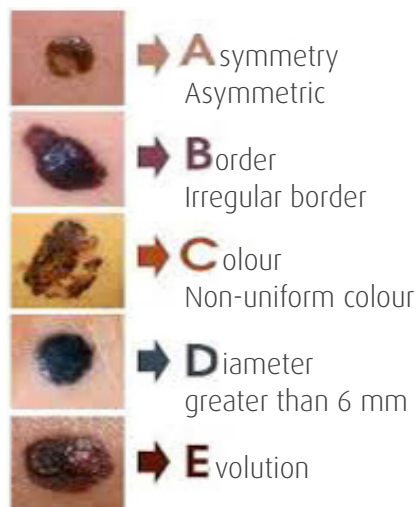 Asymmetry
Asymmetric
Border
Irregular border
Colour
Non-uniform colour
Diameter
greater than 6 mm
Evolution